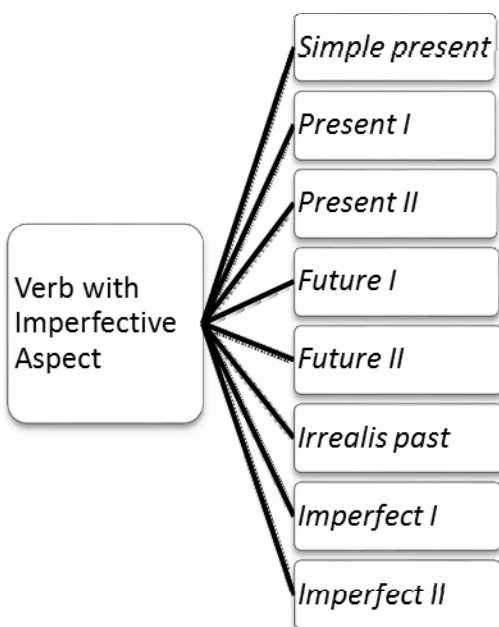 Simple present
Present I
Present II
Verb with
Imperfective
Aspect
Future I
Future II
Irrealis past
Imperfect I
Imperfect II